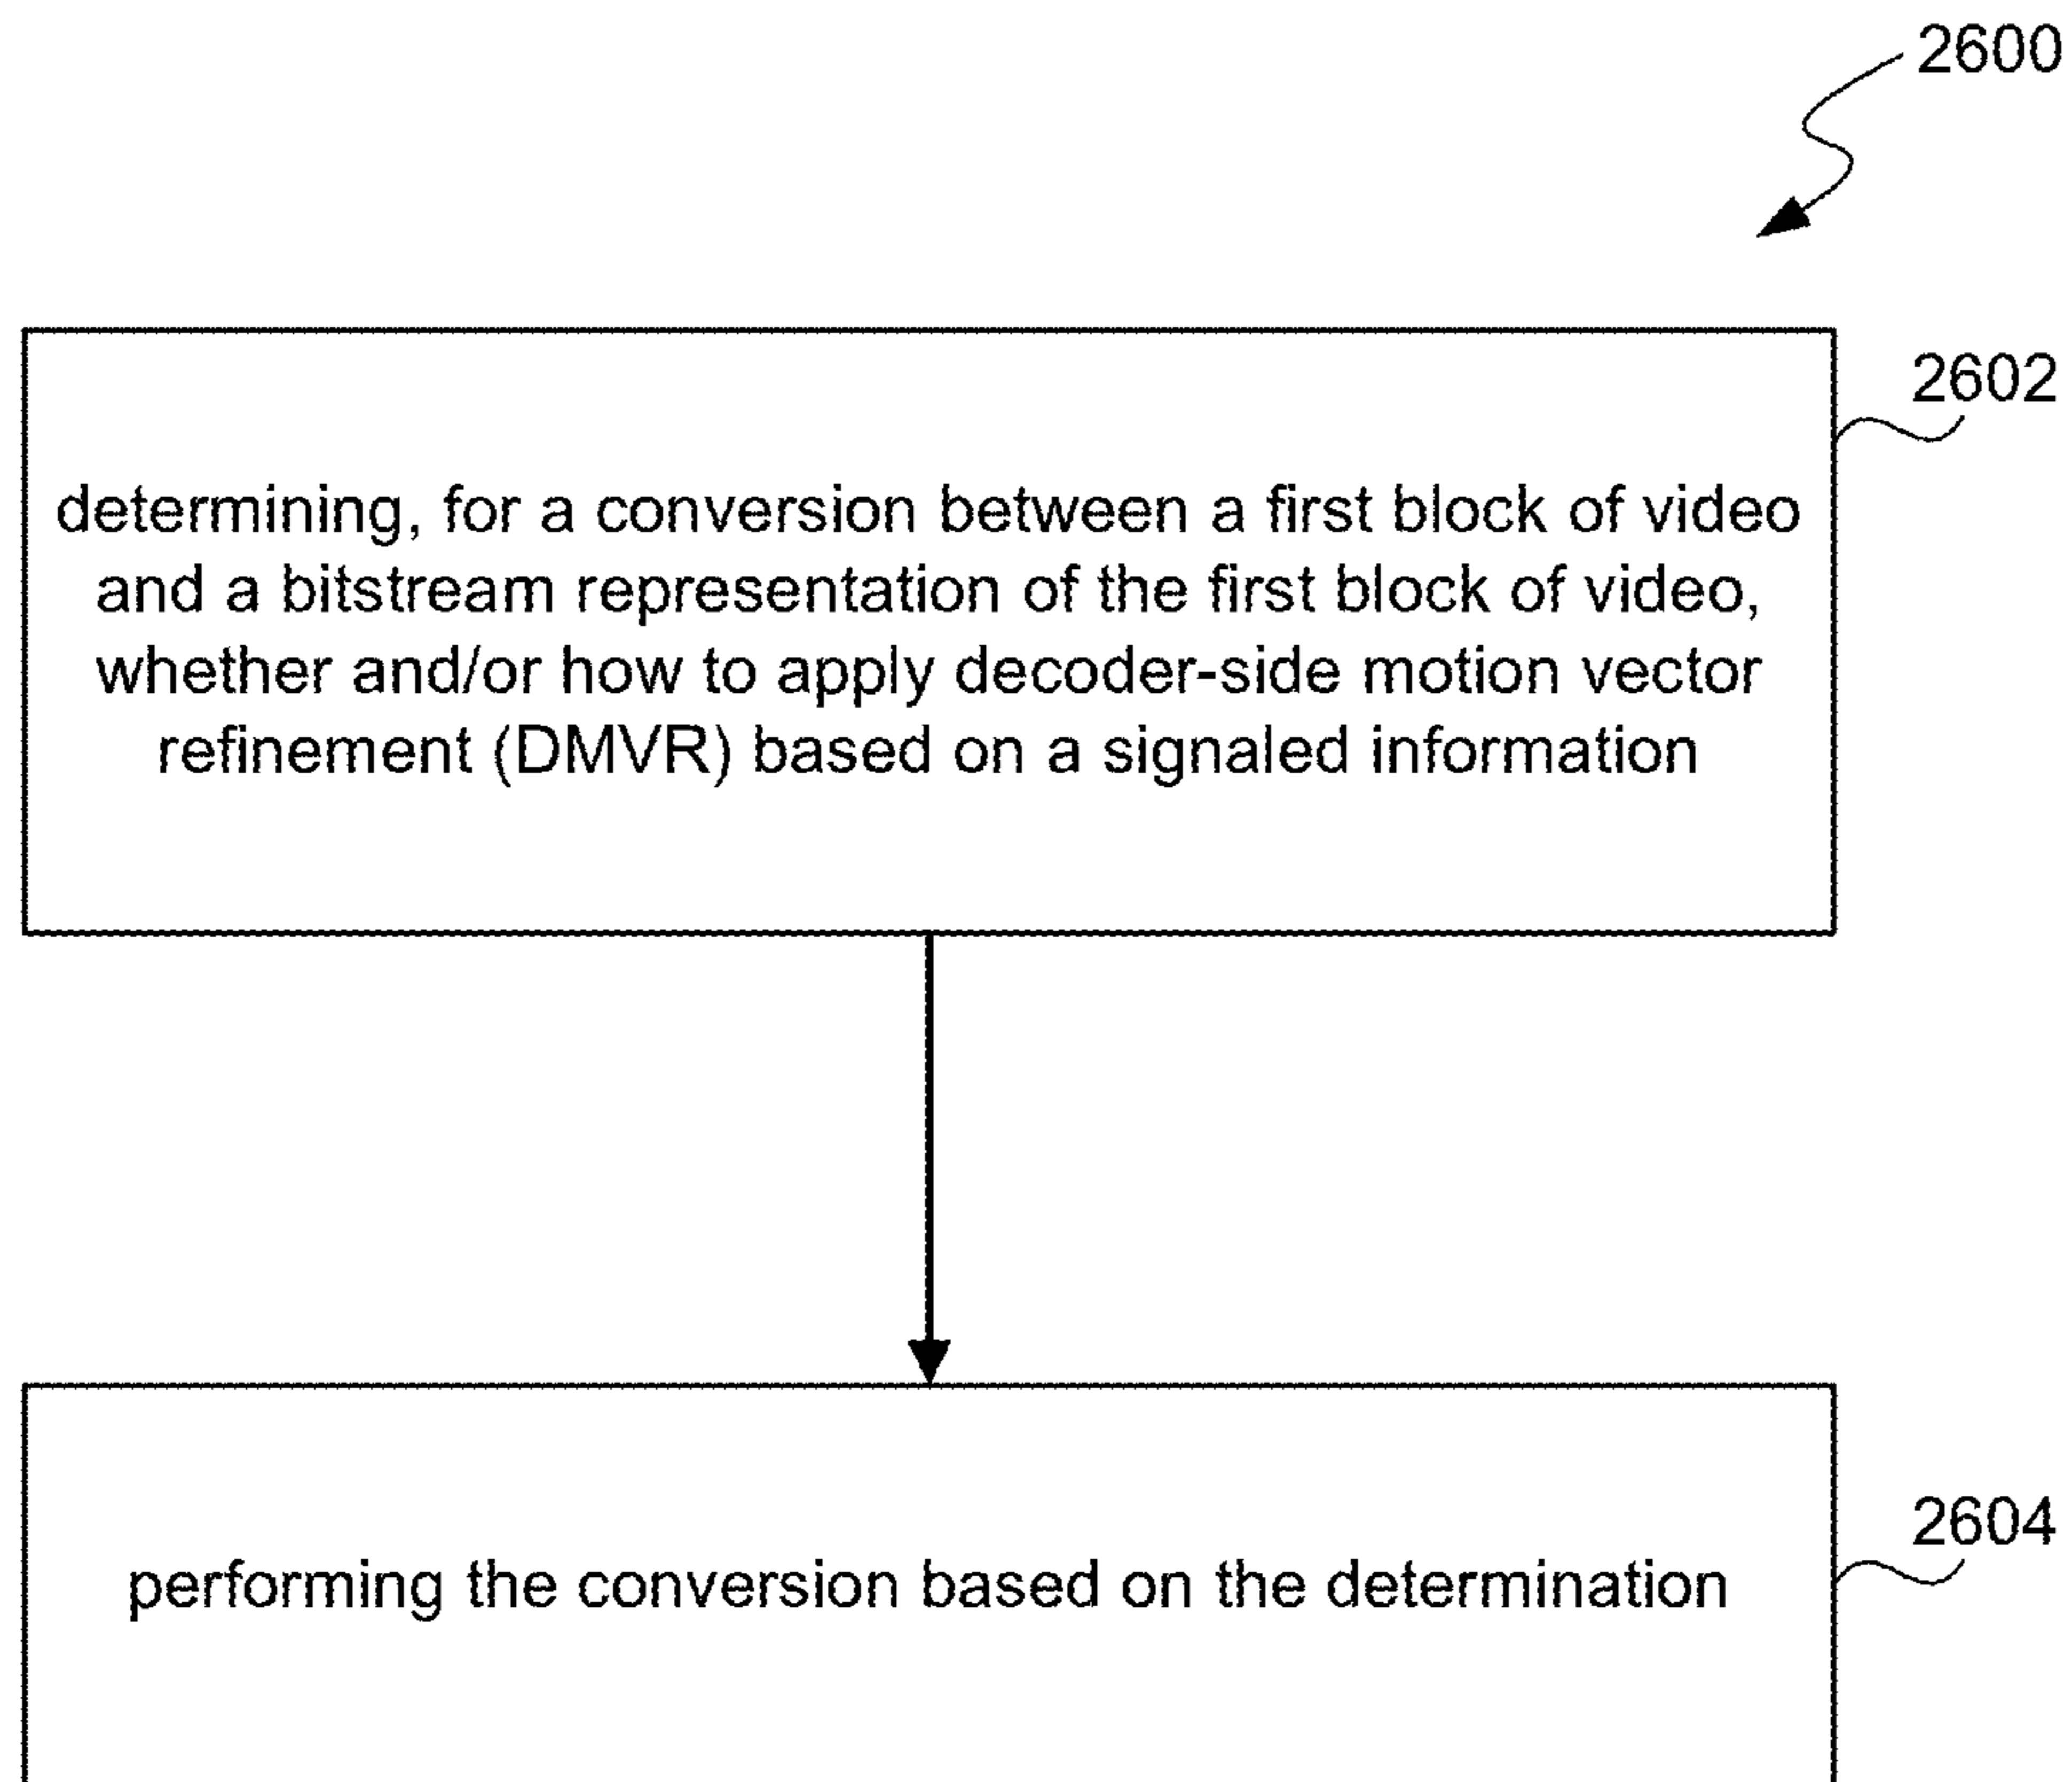 2600
2602
determining, for a conversion between a first block of video
and a bitstream representation of the first block of video,
whether and/or how to apply decoder-side motion vector
refinement (DMVR) based on a signaled information
2604
performing the conversion based on the determination